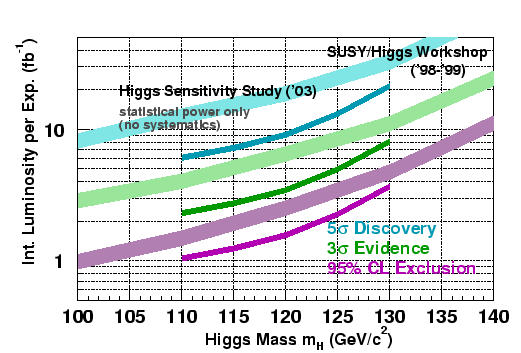 SUSY/Higgs Workshop
('98-'99)
Higgs Sensitivity Study ('03)
statistical power only
(no systematics)
Int. Luminosity per Exp. (fb⁻¹)
10
1
5σ Discovery
3σ Evidence
95% CL Exclusion
100 105 110 115 120 125 130 135 140
Higgs Mass m_H (GeV/c²)